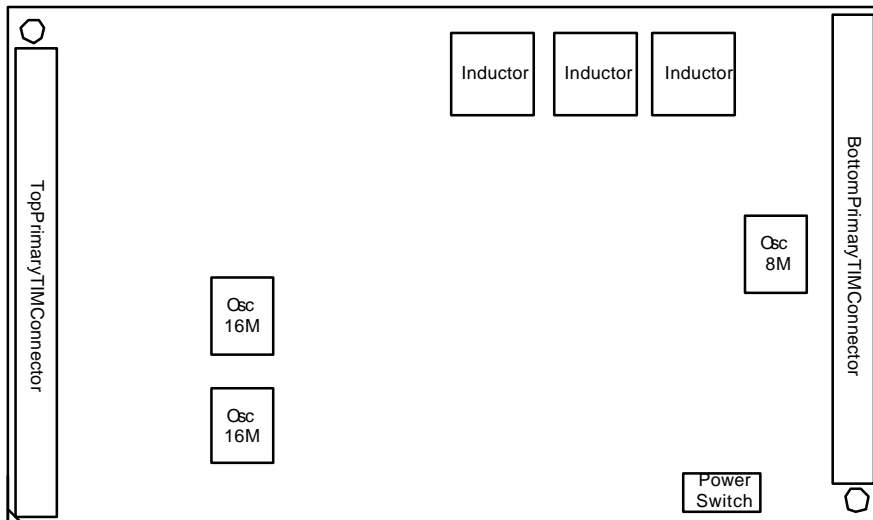 Inductor Inductor Inductor
TopPrimaryTIMConnector
BottomPrimaryTIMConnector
Osc
8M
Osc
16M
Osc
16M
Power
Switch